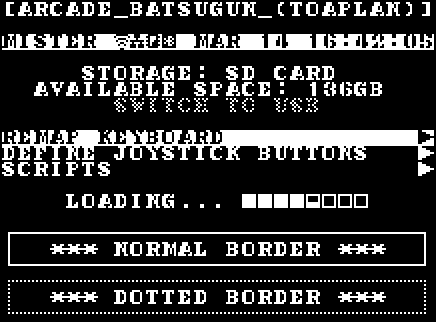 [ARCADE_BATSUGUN_(TOAPLAN)]
MISTER MAR 14 16:42:05
STORAGE: SD CARD
AVAILABLE SPACE: 136GB
SWITCH TO USB
REMAP KEYBOARD
DEFINE JOYSTICK BUTTONS
SCRIPTS
LOADING...
*** NORMAL BORDER ***
*** DOTTED BORDER ***